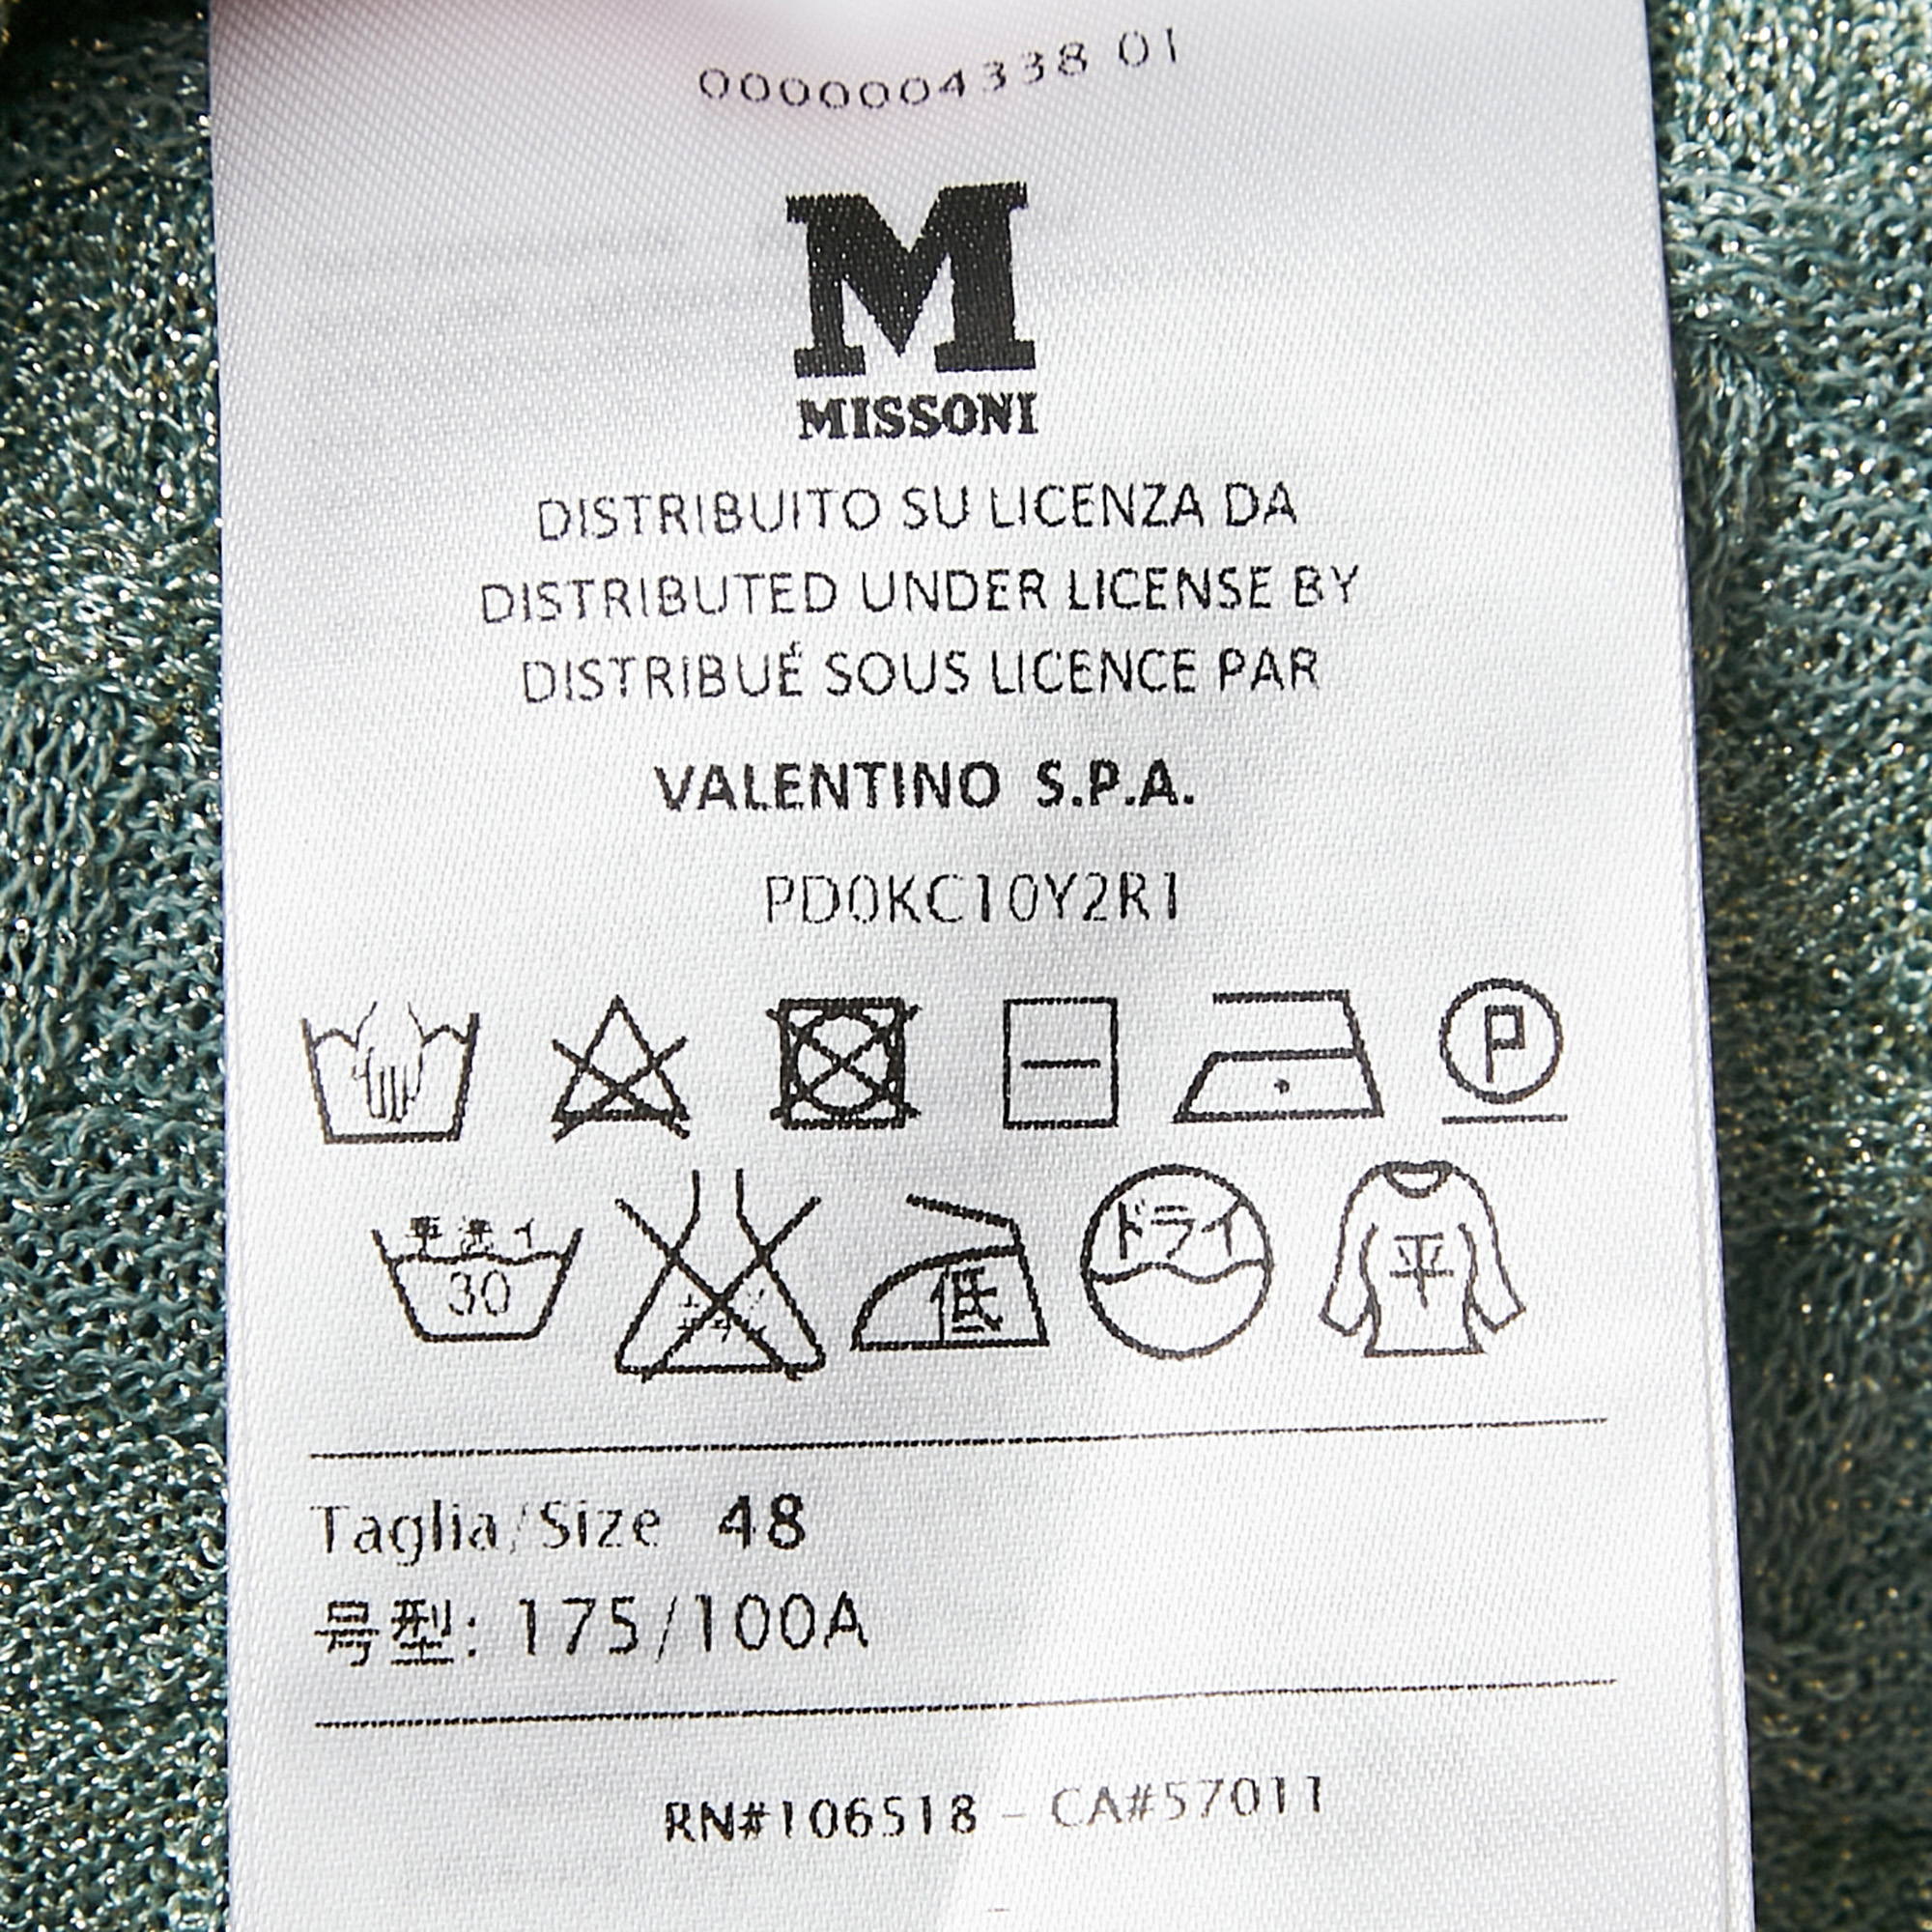 0000004338 01
M
MISSONI
DISTRIBUITO SU LICENZA DA
DISTRIBUTED UNDER LICENSE BY
DISTRIBUÉ SOUS LICENCE PAR
VALENTINO S.P.A.
PD0KC10Y2R1
P
30
低
ドライ
平
Taglia/Size 48
号型: 175/100A
RN#106518 - CA#57011